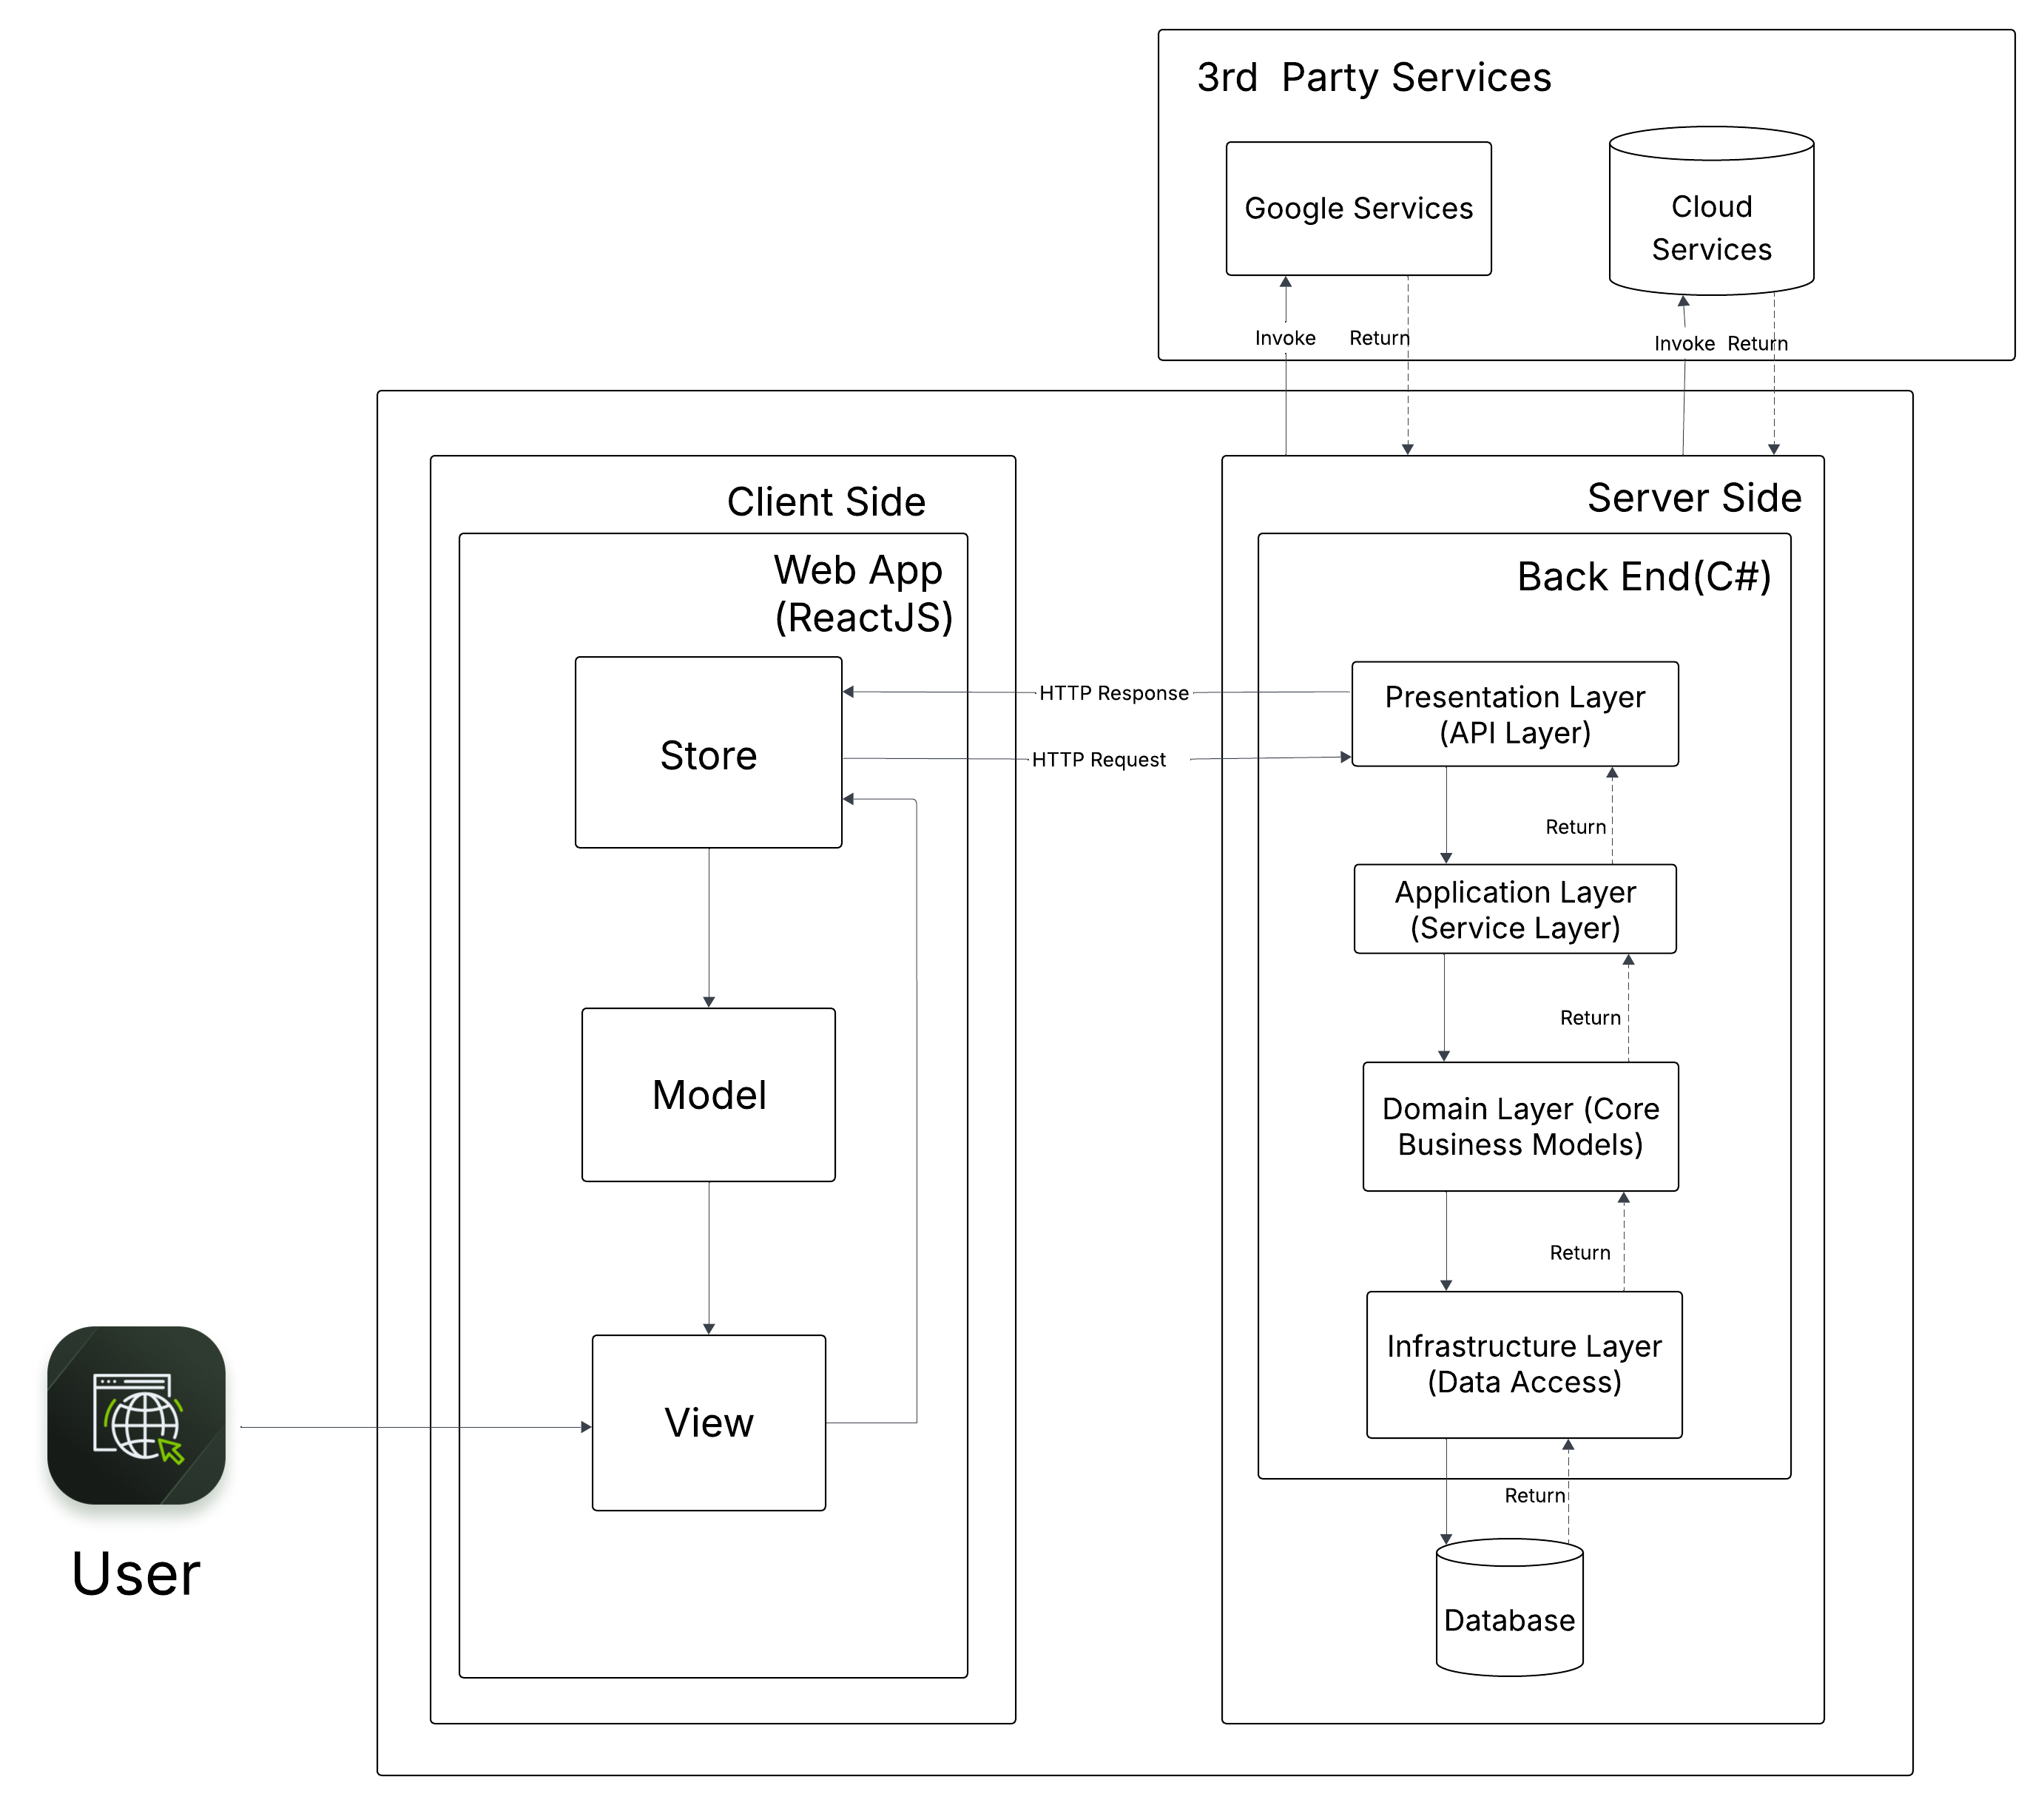 3rd  Party Services
Google Services
Cloud
Services
Invoke
Return
Invoke
Return
Client Side
Server Side
Web App
(ReactJS)
Back End(C#)
Store
HTTP Response
HTTP Request
Presentation Layer
(API Layer)
Return
Application Layer
(Service Layer)
Return
Model
Domain Layer (Core
Business Models)
Return
View
Infrastructure Layer
(Data Access)
Return
User
Database